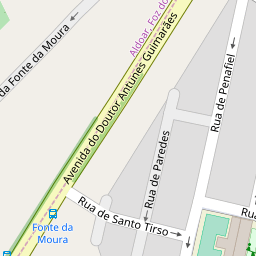 Aldoar, Foz do
Avenida do Doutor Antunes Guimarães
da Fonte da Moura
Rua de Penafiel
Rua de Paredes
Rua de Santo Tirso
Fonte da
Moura